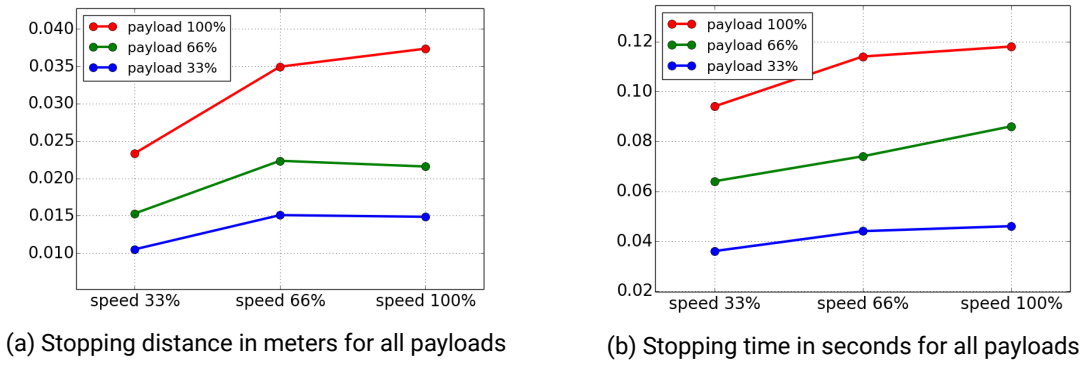 0.040
0.035
0.030
0.025
0.020
0.015
0.010
payload 100%
payload 66%
payload 33%
speed 33% speed 66% speed 100%
(a) Stopping distance in meters for all payloads
0.12
0.10
0.08
0.06
0.04
0.02
payload 100%
payload 66%
payload 33%
speed 33% speed 66% speed 100%
(b) Stopping time in seconds for all payloads